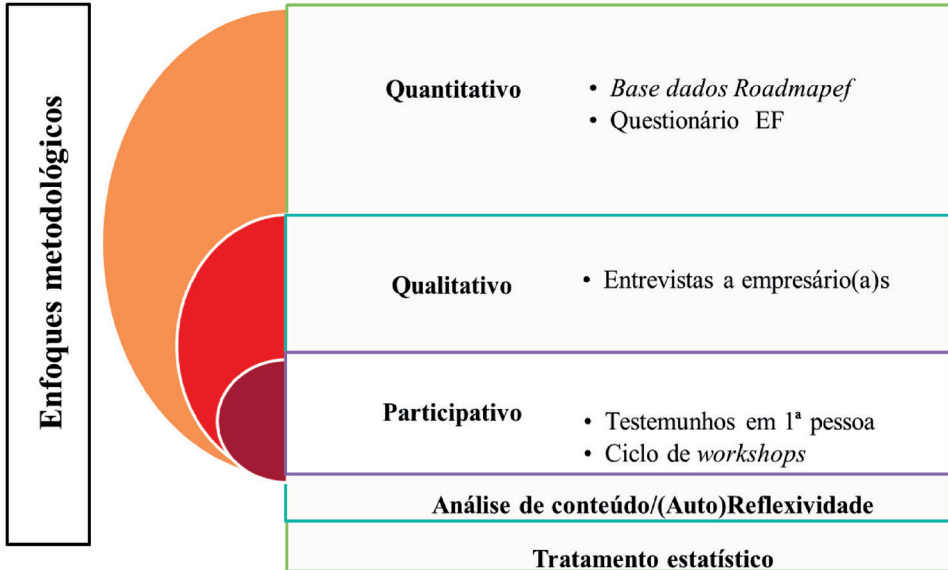 Enfoques metodológicos
Quantitativo
• Base dados Roadmapef
• Questionário EF
Qualitativo
• Entrevistas a empresário(a)s
Participativo
• Testemunhos em 1ª pessoa
• Ciclo de workshops
Análise de conteúdo/(Auto)Reflexividade
Tratamento estatístico